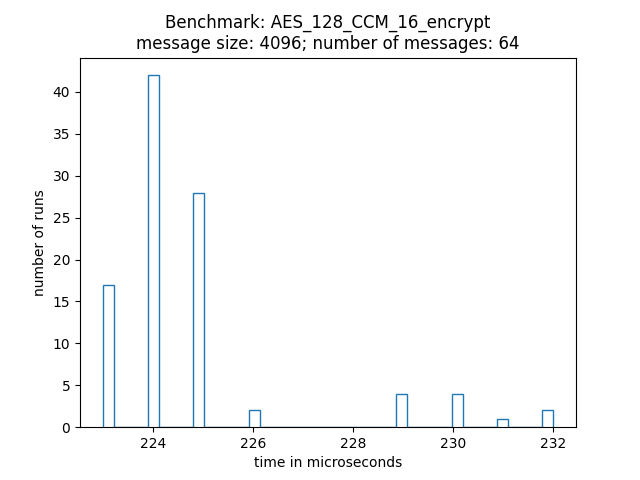 Benchmark: AES_128_CCM_16_encrypt
message size: 4096; number of messages: 64
number of runs
40
35
30
25
20
15
10
5
0
224 226 228 230 232
time in microseconds